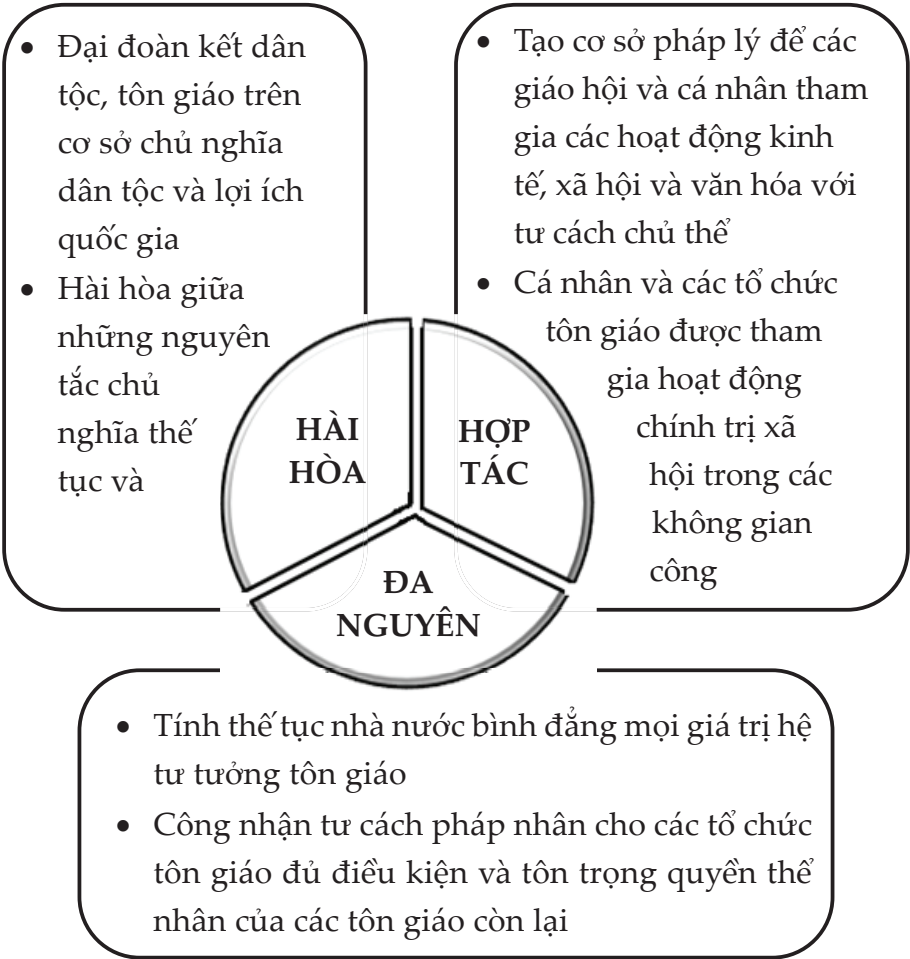 • Đại đoàn kết dân
tộc, tôn giáo trên
cơ sở chủ nghĩa
dân tộc và lợi ích
quốc gia
• Hài hòa giữa
những nguyên
tắc chủ
nghĩa thế
tục và
• Tạo cơ sở pháp lý để các
giáo hội và cá nhân tham
gia các hoạt động kinh
tế, xã hội và văn hóa với
tư cách chủ thể
• Cá nhân và các tổ chức
tôn giáo được tham
gia hoạt động
chính trị xã
hội trong các
không gian
công
HÀI
HÒA
HỢP
TÁC
ĐA
NGUYÊN
• Tính thế tục nhà nước bình đẳng mọi giá trị hệ
tư tưởng tôn giáo
• Công nhận tư cách pháp nhân cho các tổ chức
tôn giáo đủ điều kiện và tôn trọng quyền thể
nhân của các tôn giáo còn lại